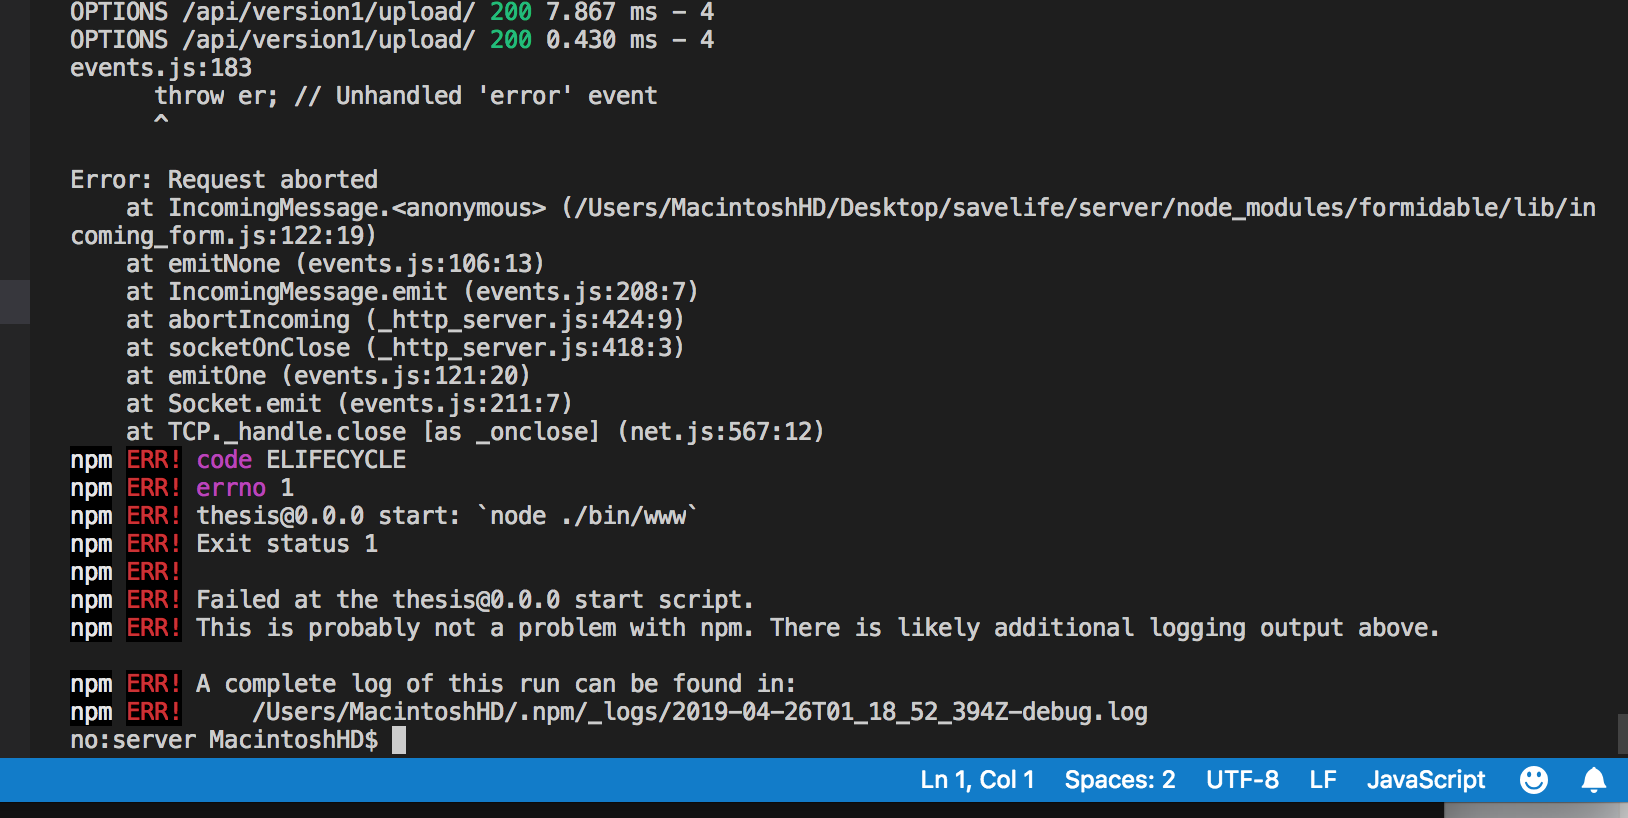 OPTIONS /api/version1/upload/ 200 7.867 ms - 4
OPTIONS /api/version1/upload/ 200 0.430 ms - 4
events.js:183
      throw er; // Unhandled 'error' event
      ^

Error: Request aborted
    at IncomingMessage.<anonymous> (/Users/MacintoshHD/Desktop/savelife/server/node_modules/formidable/lib/in
coming_form.js:122:19)
    at emitNone (events.js:106:13)
    at IncomingMessage.emit (events.js:208:7)
    at abortIncoming (_http_server.js:424:9)
    at socketOnClose (_http_server.js:418:3)
    at emitOne (events.js:121:20)
    at Socket.emit (events.js:211:7)
    at TCP._handle.close [as _onclose] (net.js:567:12)
npm ERR! code ELIFECYCLE
npm ERR! errno 1
npm ERR! thesis@0.0.0 start: `node ./bin/www`
npm ERR! Exit status 1
npm ERR!
npm ERR! Failed at the thesis@0.0.0 start script.
npm ERR! This is probably not a problem with npm. There is likely additional logging output above.

npm ERR! A complete log of this run can be found in:
npm ERR!     /Users/MacintoshHD/.npm/_logs/2019-04-26T01_18_52_394Z-debug.log
no:server MacintoshHD$
Ln 1, Col 1 Spaces: 2 UTF-8 LF JavaScript